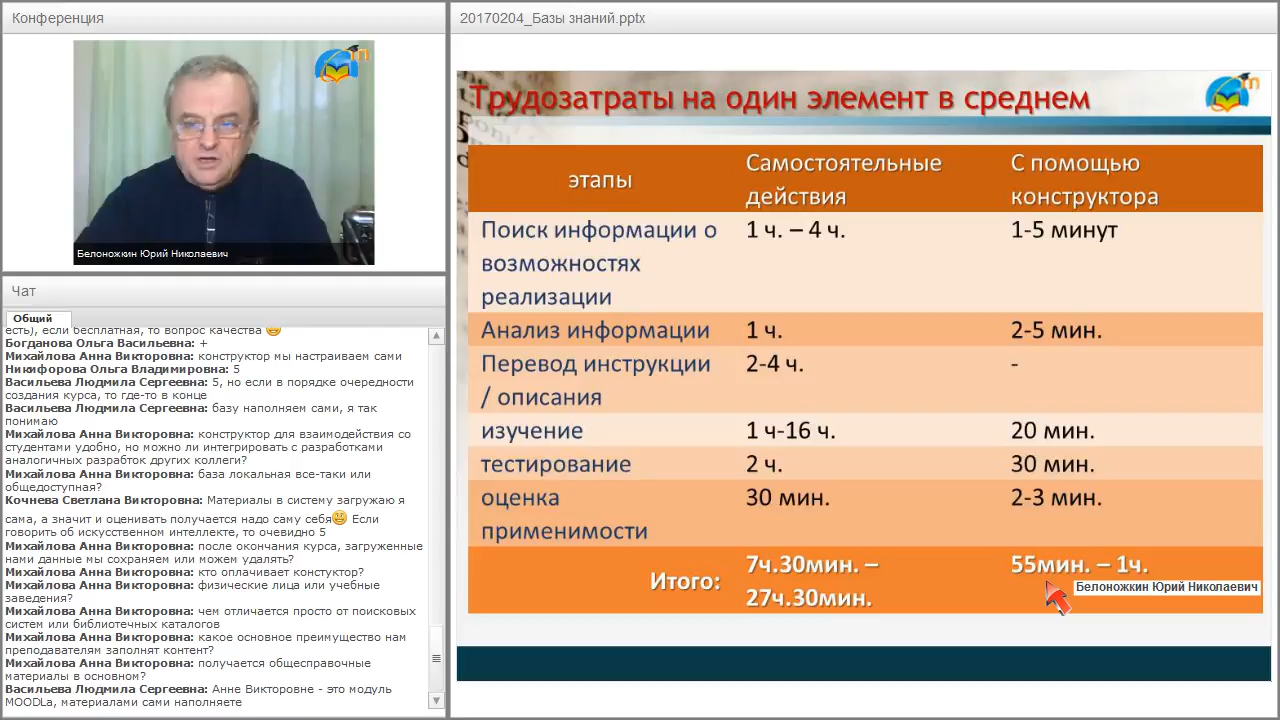 Конференция
Белоножкин Юрий Николаевич
Чат
Общий
есть), если бесплатная, то вопрос качества
Богданова Ольга Васильевна: +
Михайлова Анна Викторовна: конструктор мы настраиваем сами
Никифорова Ольга Владимировна: 5
Васильева Людмила Сергеевна: 5, но если в порядке очередности
создания курса, то где-то в конце
Васильева Людмила Сергеевна: базу наполняем сами, я так
понимаю
Михайлова Анна Викторовна: конструктор для взаимодействия со
студентами удобно, но можно ли интегрировать с разработками
аналогичных разрабток других коллеги?
Михайлова Анна Викторовна: база локальная все-таки или
общедоступная?
Кочнева Светлана Викторовна: Материалы в систему загружаю я
сама, а значит и оценивать получается надо саму себя Если
говорить об искусственном интеллекте, то очевидно 5
Михайлова Анна Викторовна: после окончания курса, загруженные
нами данные мы сохраняем или можем удалять?
Михайлова Анна Викторовна: кто оплачивает констуктор?
Михайлова Анна Викторовна: физические лица или учебные
заведения?
Михайлова Анна Викторовна: чем отличается просто от поисковых
систем или библиотечных каталогов
Михайлова Анна Викторовна: какое основное преимущество нам
преподавателям заполнят контент?
Михайлова Анна Викторовна: получается общесправочные
материалы в основном?
Васильева Людмила Сергеевна: Анне Викторовне - это модуль
MOODLа, материалами сами наполняете
20170204_Базы знаний.pptx
Трудозатраты на один элемент в среднем
этапы
Самостоятельные
действия
С помощью
конструктора
Поиск информации о
возможностях
реализации
1 ч. – 4 ч.
1-5 минут
Анализ информации
1 ч.
2-5 мин.
Перевод инструкции
/ описания
2-4 ч.
-
изучение
1 ч-16 ч.
20 мин.
тестирование
2 ч.
30 мин.
оценка
применимости
30 мин.
2-3 мин.
Итого:
7ч.30мин. –
27ч.30мин.
55мин. – 1ч.
Белоножкин Юрий Николаевич